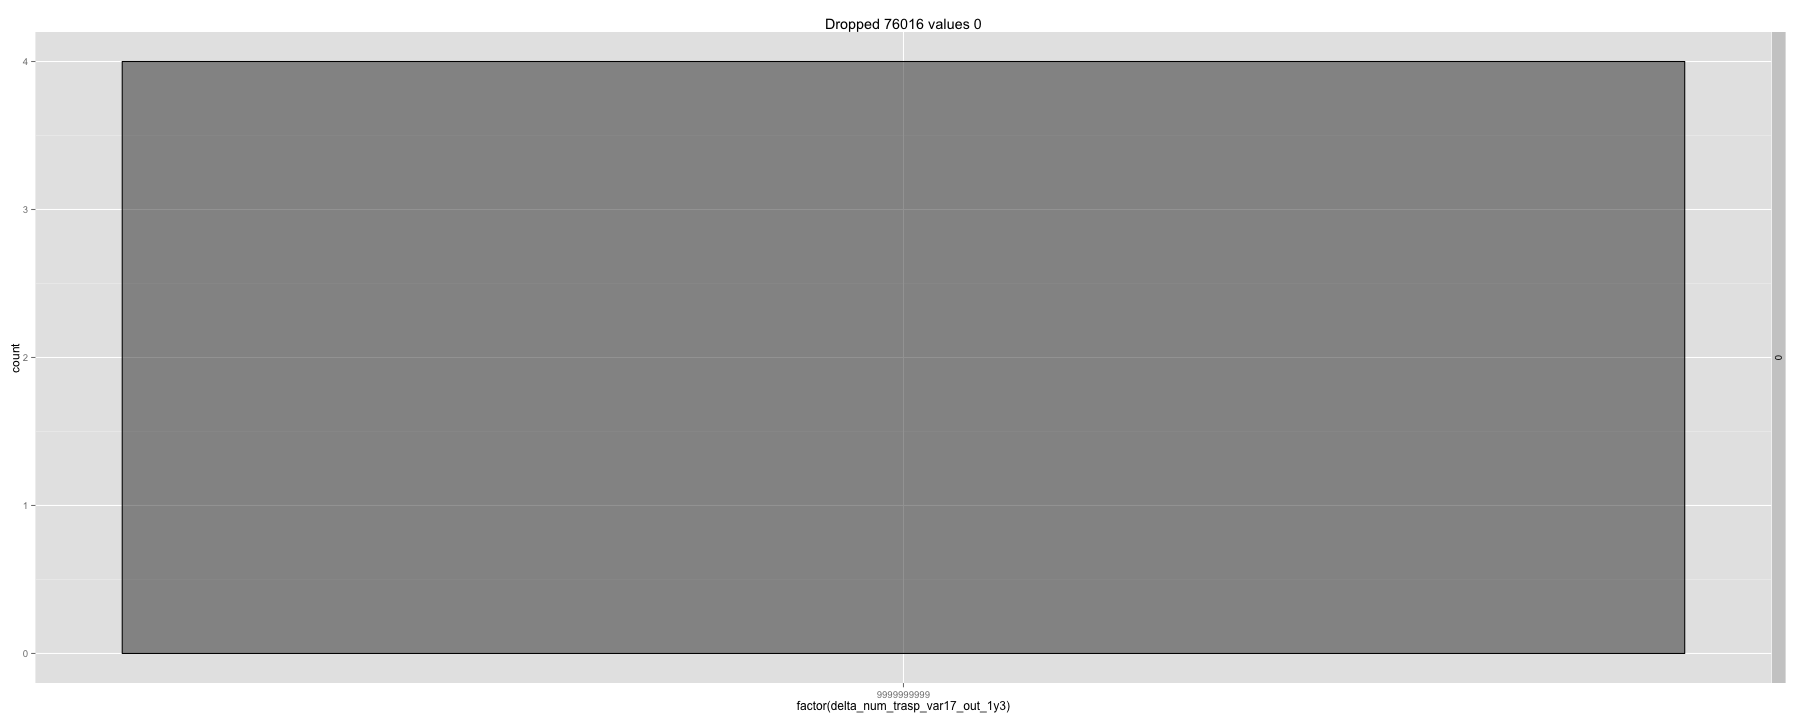 Dropped 76016 values 0
4
3
2
1
0
count
0
9999999999
factor(delta_num_trasp_var17_out_1y3)